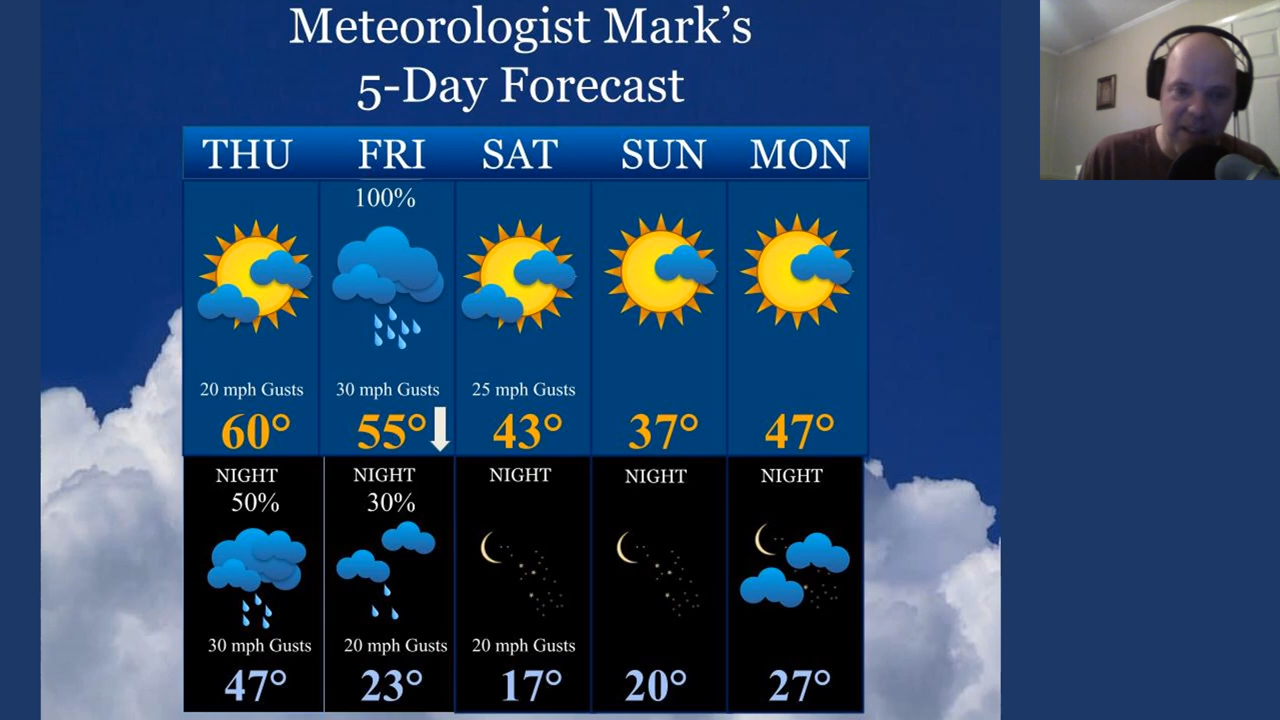 Meteorologist Mark's
5-Day Forecast
THU FRI SAT SUN MON
100%
20 mph Gusts 30 mph Gusts 25 mph Gusts
60° 55° 43° 37° 47°
NIGHT NIGHT NIGHT NIGHT NIGHT
50% 30%
30 mph Gusts 20 mph Gusts 20 mph Gusts
47° 23° 17° 20° 27°